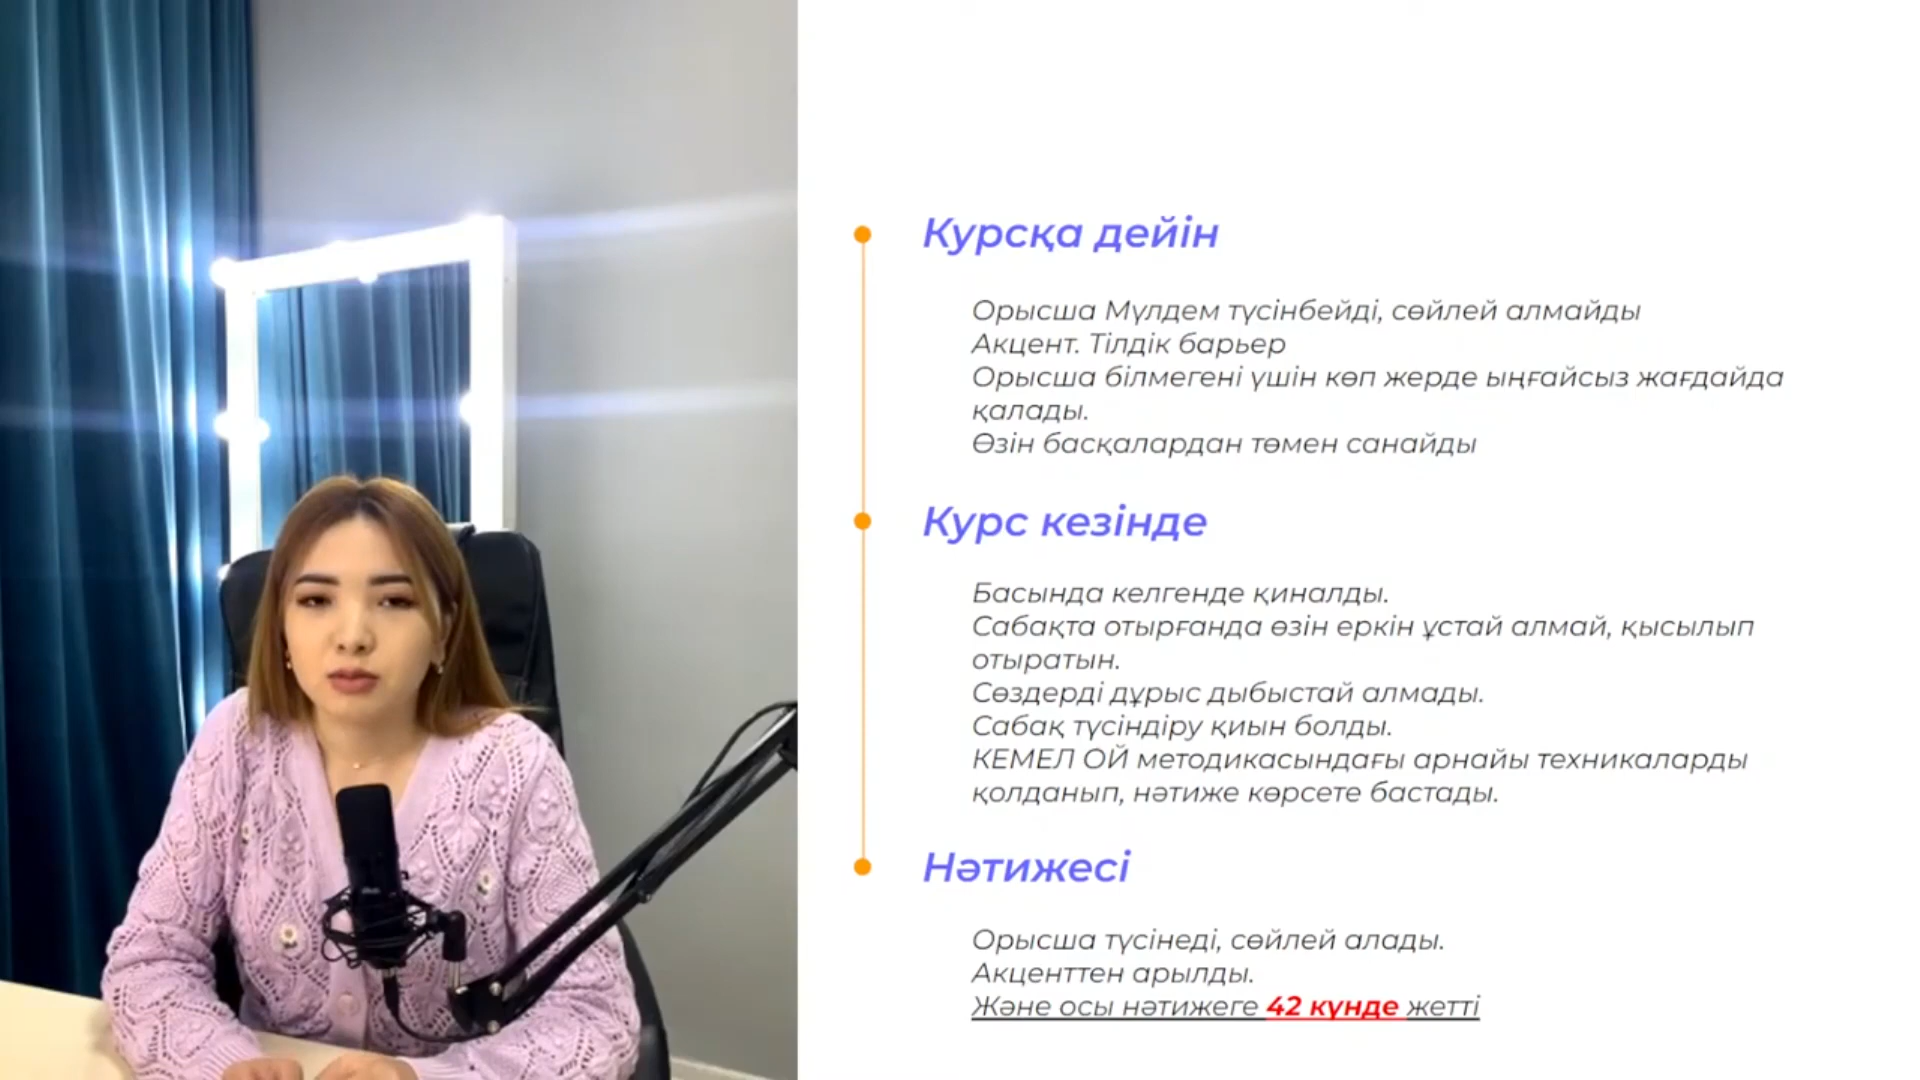 Курсқа дейін
Орысша Мүлдем түсінбейді, сөйлей алмайды
Акцент. Тілдік барьер
Орысша білмегені үшін көп жерде ыңғайсыз жағдайда
қалады.
Өзін басқалардан төмен санайды
Курс кезінде
Басында келгенде қиналды.
Сабақта отырғанда өзін еркін ұстай алмай, қысылып
отыратын.
Сөздерді дұрыс дыбыстай алмады.
Сабақ түсіндіру қиын болды.
КЕМЕЛ ОЙ методикасындағы арнайы техникаларды
қолданып, нәтиже көрсете бастады.
Нәтижесі
Орысша түсінеді, сөйлей алады.
Акценттен арылды.
Және осы нәтижеге 42 күнде жетті